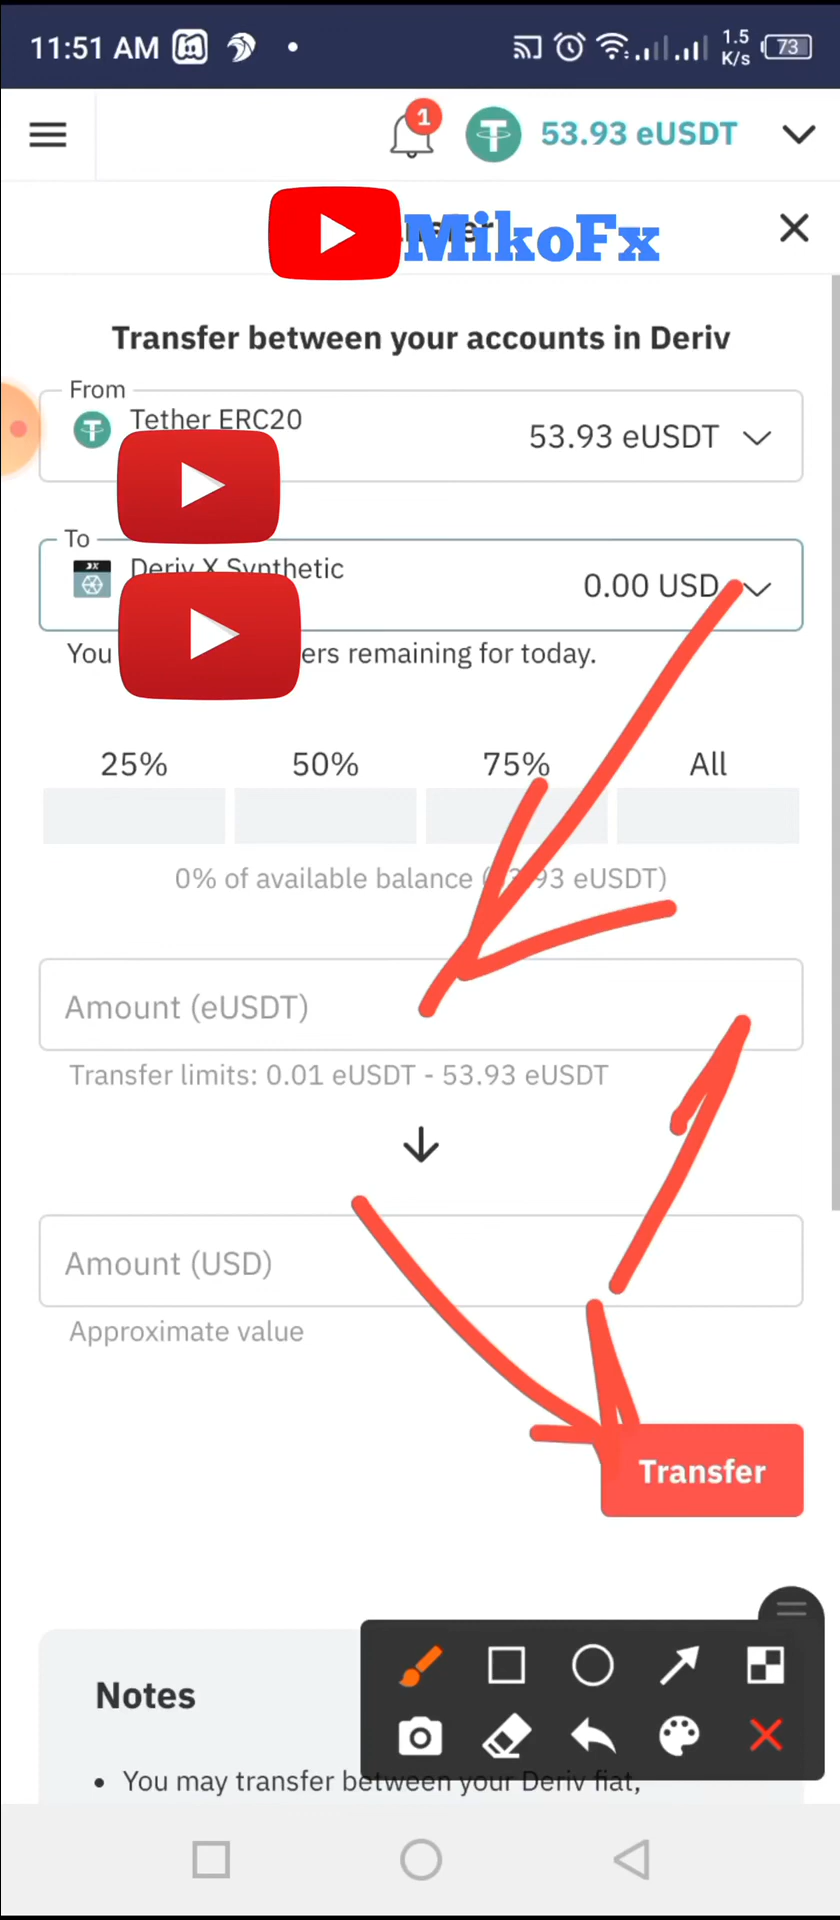 11:51 AM
1.5
K/s
73
1
53.93 eUSDT
MikoFx
Transfer between your accounts in Deriv
From
Tether ERC20
53.93 eUSDT
To
Deriv X Synthetic
0.00 USD
You
remaining for today.
25% 50% 75% All
0% of available balance
eUSDT)
Amount (eUSDT)
Transfer limits: 0.01 eUSDT - 53.93 eUSDT
Amount (USD)
Approximate value
Transfer
Notes
• You may transfer between your Deriv fiat,